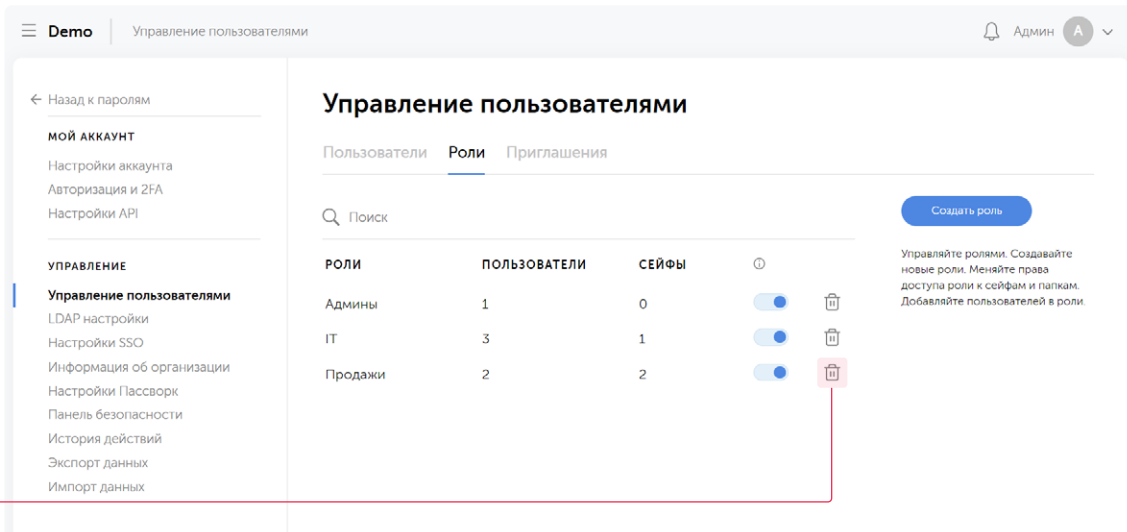 Demo
Управление пользователями
Админ
А
Назад к паролям
МОЙ АККАУНТ
Настройки аккаунта
Авторизация и 2FA
Настройки API
УПРАВЛЕНИЕ
Управление пользователями
LDAP настройки
Настройки SSO
Информация об организации
Настройки Пассворк
Панель безопасности
История действий
Экспорт данных
Импорт данных
Управление пользователями
Пользователи Роли Приглашения
Поиск
РОЛИ ПОЛЬЗОВАТЕЛИ СЕЙФЫ
Админы 1 0
IT 3 1
Продажи 2 2
Создать роль
Управляйте ролями. Создавайте
новые роли. Меняйте права
доступа роли к сейфам и папкам.
Добавляйте пользователей в роли.